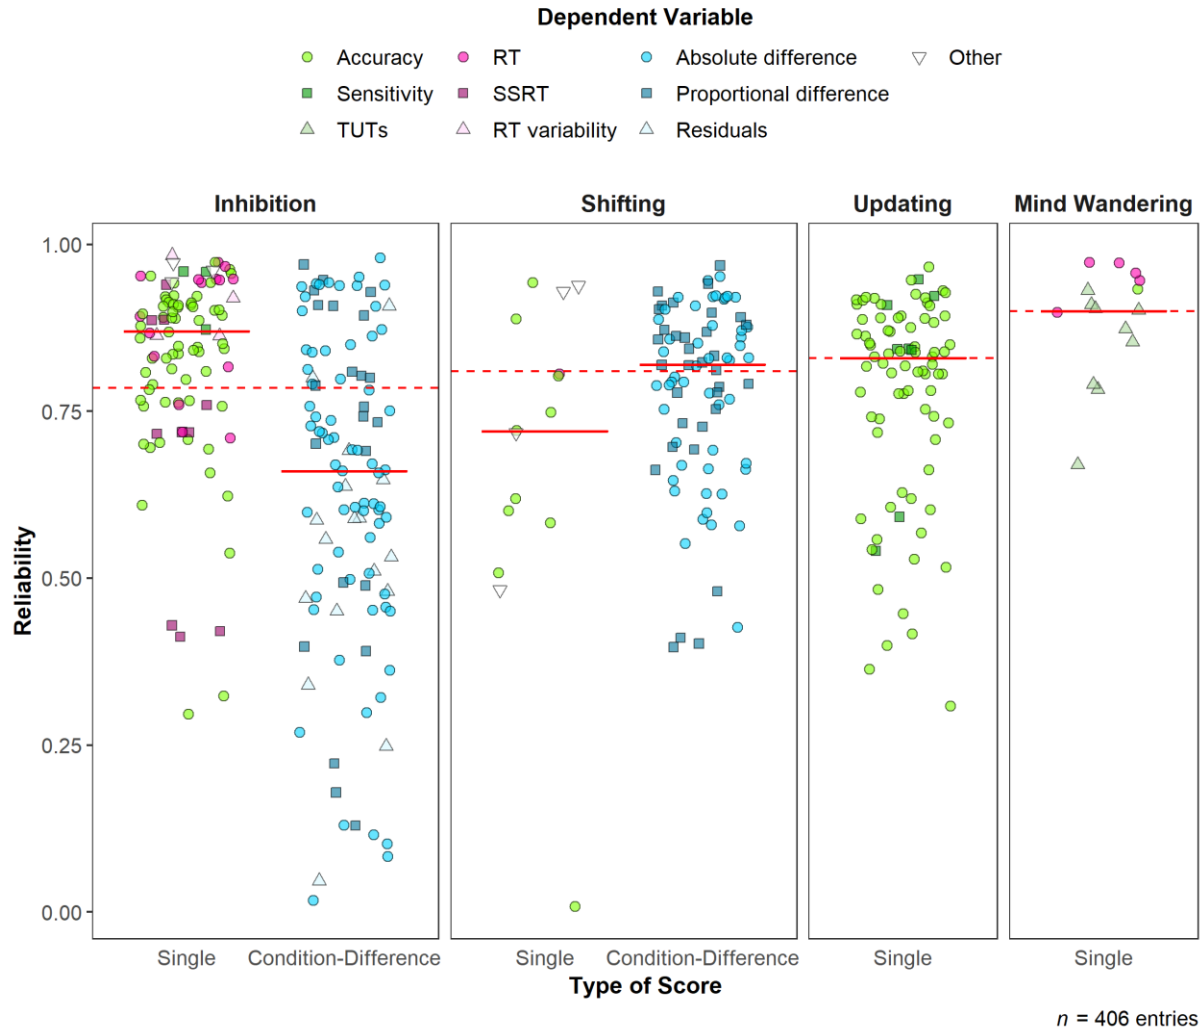 Dependent Variable
Accuracy RT Absolute difference Other
Sensitivity SSRT Proportional difference
TUTs RT variability Residuals
Inhibition Shifting Updating Mind Wandering
1.00
0.75
0.50
0.25
0.00
Reliability
Single Condition-Difference Single Condition-Difference Single Single
Type of Score
n = 406 entries